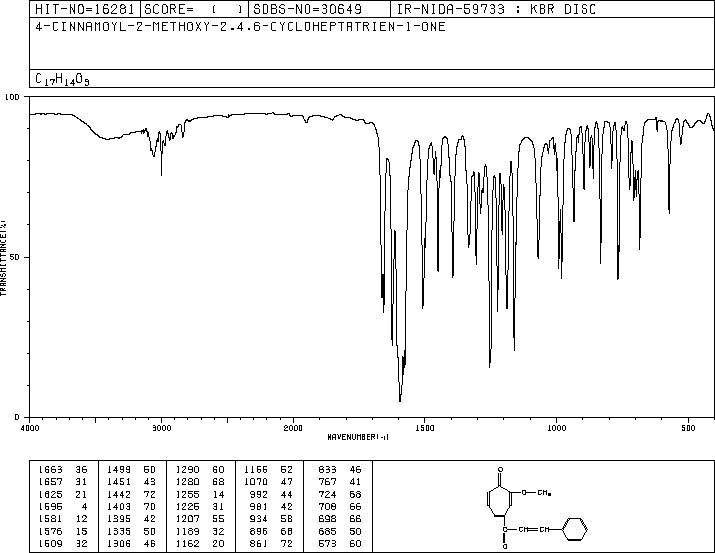 HIT-NO=16281 SCORE= ( ) SDBS-NO=30649 IR-NIDA-59733 : KBR DISC
4-CINNAMOYL-2-METHOXY-2.4.6-CYCLOHEPTATRIEN-1-ONE
C17H14O3
100
50
0
TRANSMITTANCE(%)
4000 3000 2000 1500 1000 500
WAVENUMBER(-1)
1663 36 1499 50 1290 60 1155 52 833 46
1657 31 1451 43 1280 68 1070 47 767 41
1625 21 1442 72 1255 14 992 44 724 68
1595 4 1403 70 1225 31 981 42 708 66
1581 12 1395 42 1207 55 934 58 698 66
1576 15 1335 50 1189 32 896 68 685 50
1509 32 1306 46 1162 20 861 72 573 60
O
O—CH3
C—CH=CH
O